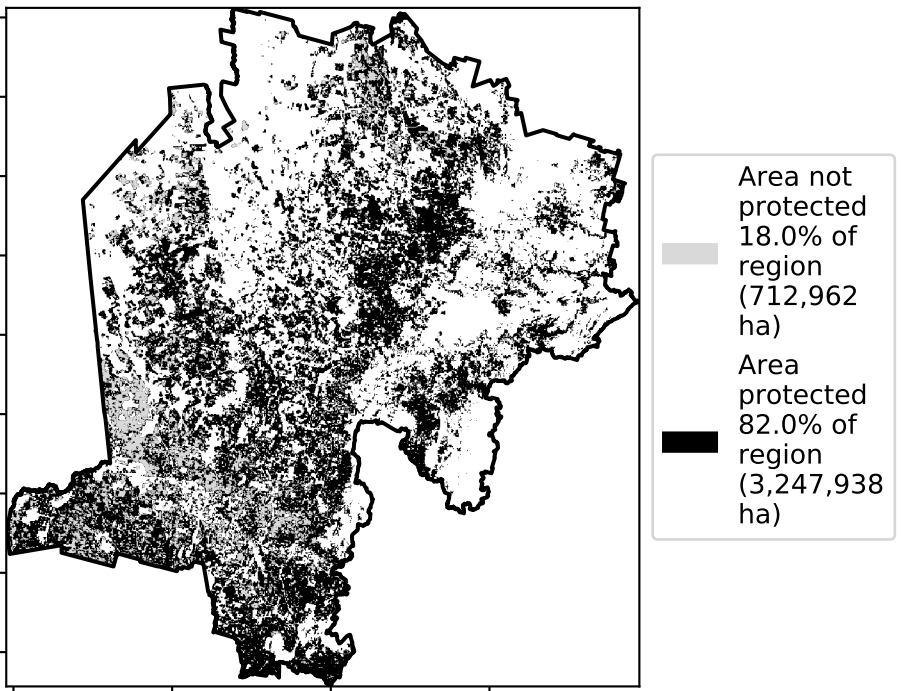 Area not
protected
18.0% of
region
(712,962
ha)
Area
protected
82.0% of
region
(3,247,938
ha)